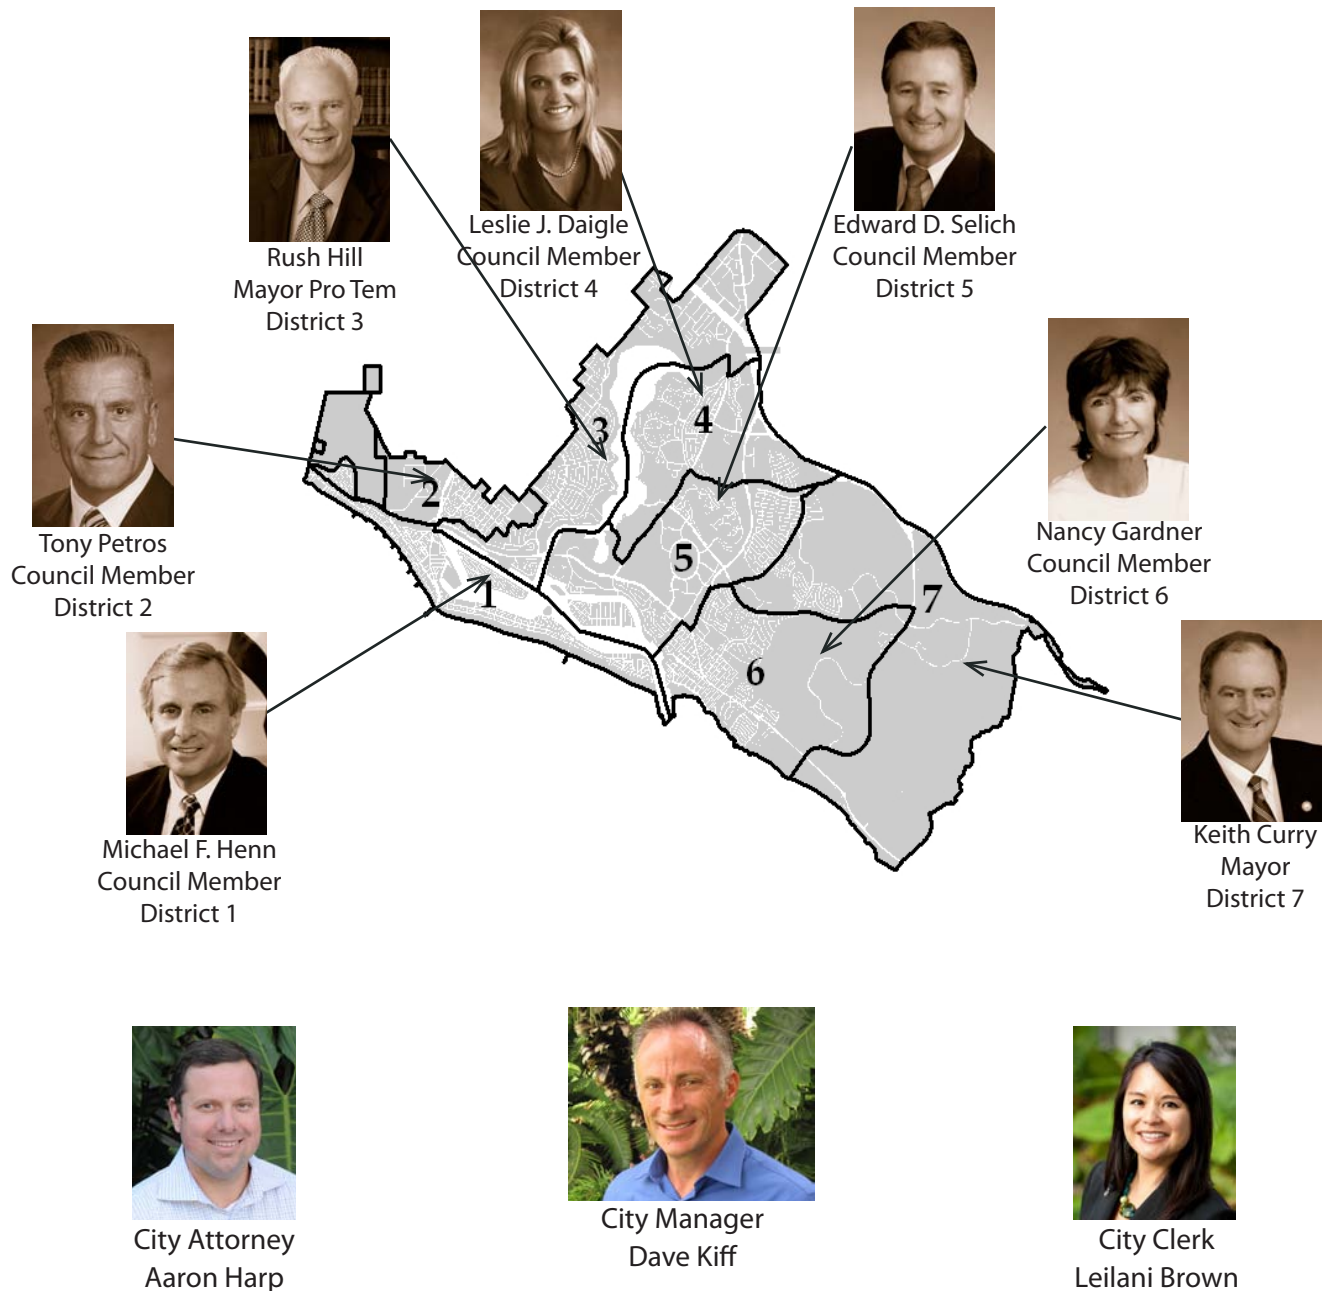 Rush Hill
Mayor Pro Tem
District 3
Leslie J. Daigle
Council Member
District 4
Edward D. Selich
Council Member
District 5
Tony Petros
Council Member
District 2
Nancy Gardner
Council Member
District 6
Michael F. Henn
Council Member
District 1
Keith Curry
Mayor
District 7
1
2
3
4
5
6
7
City Attorney
Aaron Harp
City Manager
Dave Kiff
City Clerk
Leilani Brown